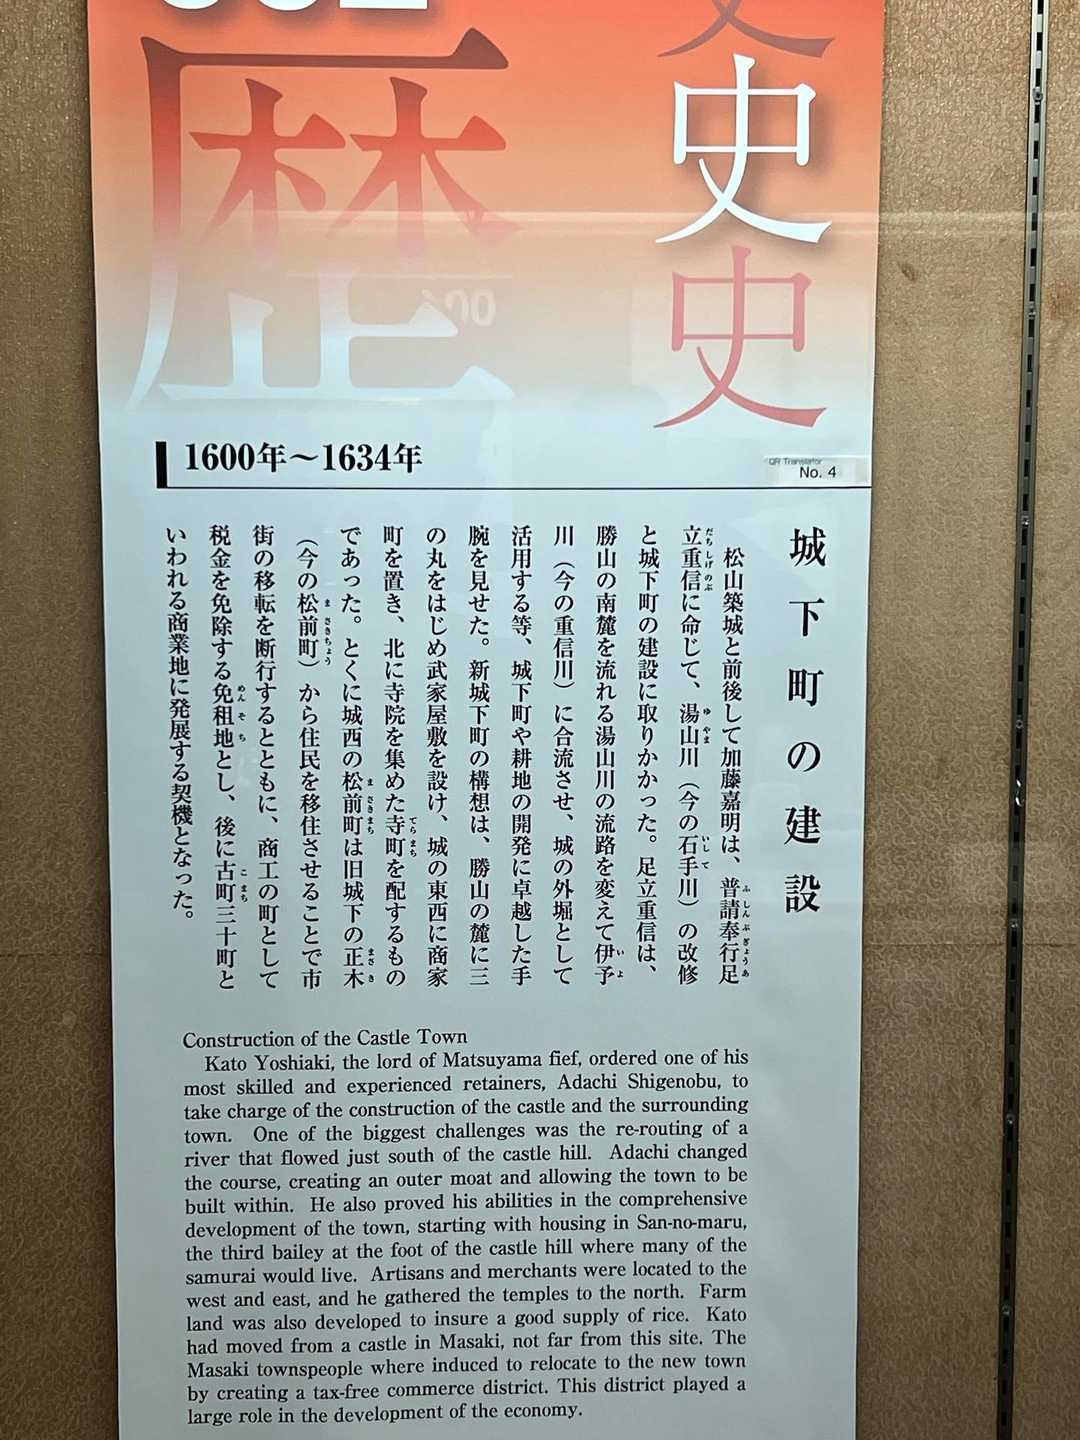 歴
史
史
1600年～1634年
QR Translator
No. 4
城下町の建設
松山築城と前後して加藤嘉明は、普請奉行足
立重信に命じて、湯山川（今の石手川）の改修
と城下町の建設に取りかかった。足立重信は、
勝山の南麓を流れる湯山川の流路を変えて伊予
川（今の重信川）に合流させ、城の外堀として
活用する等、城下町や耕地の開発に卓越した手
腕を見せた。新城下町の構想は、勝山の麓に三
の丸をはじめ武家屋敷を設け、城の東西に商家
町を置き、北に寺院を集めた寺町を配するもの
であった。とくに城西の松前町は旧城下の正木
（今の松前町）から住民を移住させることで市
街の移転を断行するとともに、商工の町として
税金を免除する免租地とし、後に古町三十町と
いわれる商業地に発展する契機となった。
Construction of the Castle Town
Kato Yoshiaki, the lord of Matsuyama fief, ordered one of his
most skilled and experienced retainers, Adachi Shigenobu, to
take charge of the construction of the castle and the surrounding
town. One of the biggest challenges was the re-routing of a
river that flowed just south of the castle hill. Adachi changed
the course, creating an outer moat and allowing the town to be
built within. He also proved his abilities in the comprehensive
development of the town, starting with housing in San-no-maru,
the third bailey at the foot of the castle hill where many of the
samurai would live. Artisans and merchants were located to the
west and east, and he gathered the temples to the north. Farm
land was also developed to insure a good supply of rice. Kato
had moved from a castle in Masaki, not far from this site. The
Masaki townspeople where induced to relocate to the new town
by creating a tax-free commerce district. This district played a
large role in the development of the economy.